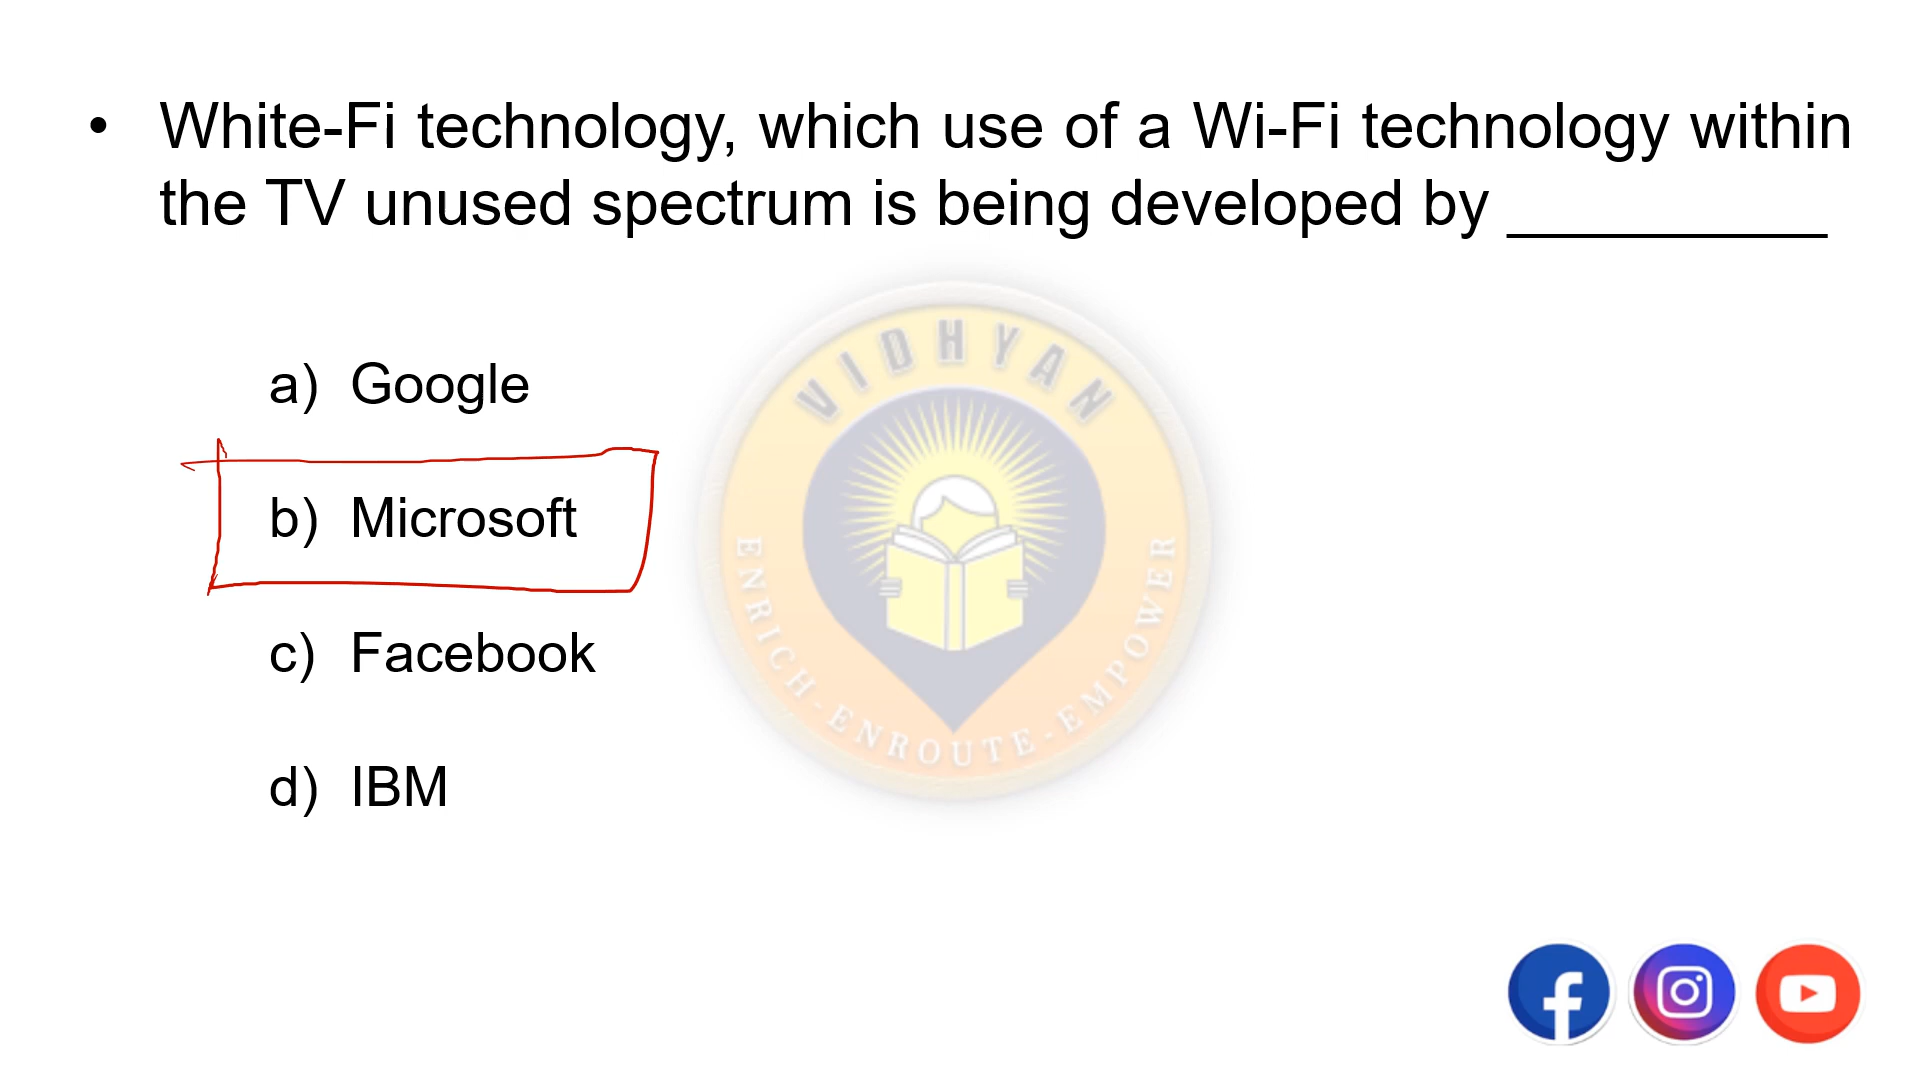 • White-Fi technology, which use of a Wi-Fi technology within
the TV unused spectrum is being developed by __________
a) Google
b) Microsoft
c) Facebook
d) IBM
VIDHYAN
ENRICH-ENROUTE-EMPOWER